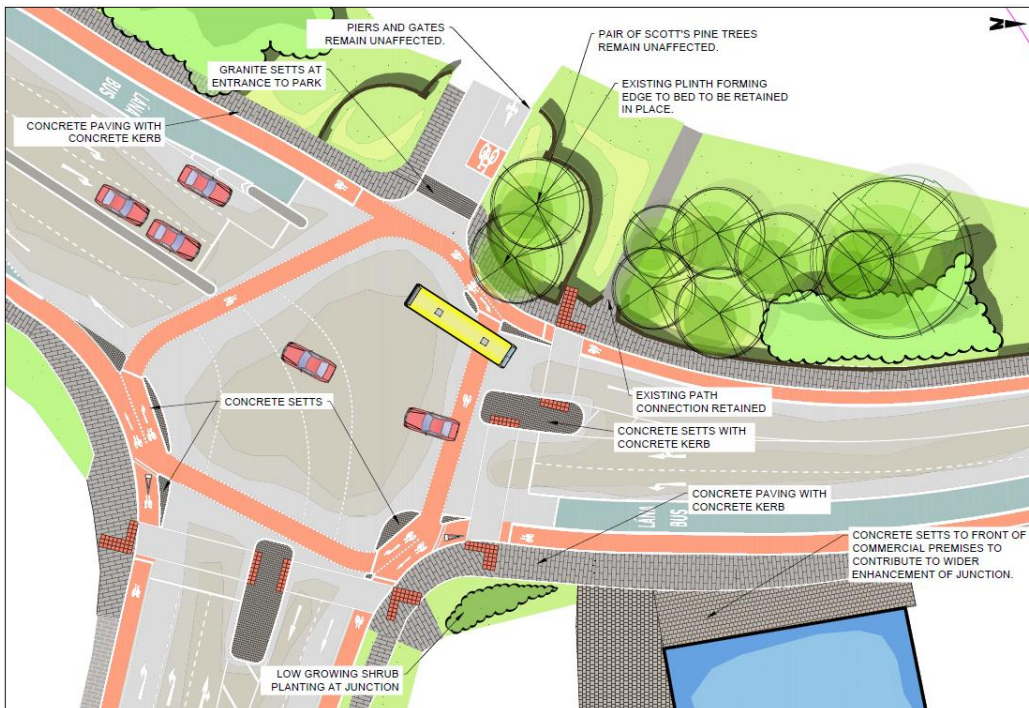 N
PIERS AND GATES
REMAIN UNAFFECTED.
PAIR OF SCOTT'S PINE TREES
REMAIN UNAFFECTED.
GRANITE SETTS AT
ENTRANCE TO PARK
EXISTING PLINTH FORMING
EDGE TO BED TO BE RETAINED
IN PLACE.
LÁNA
BUS
CONCRETE PAVING WITH
CONCRETE KERB
EXISTING PATH
CONNECTION RETAINED
CONCRETE SETTS
CONCRETE SETTS WITH
CONCRETE KERB
CONCRETE PAVING WITH
CONCRETE KERB
LÁNA
BUS
CONCRETE SETTS TO FRONT OF
COMMERCIAL PREMISES TO
CONTRIBUTE TO WIDER
ENHANCEMENT OF JUNCTION.
LOW GROWING SHRUB
PLANTING AT JUNCTION